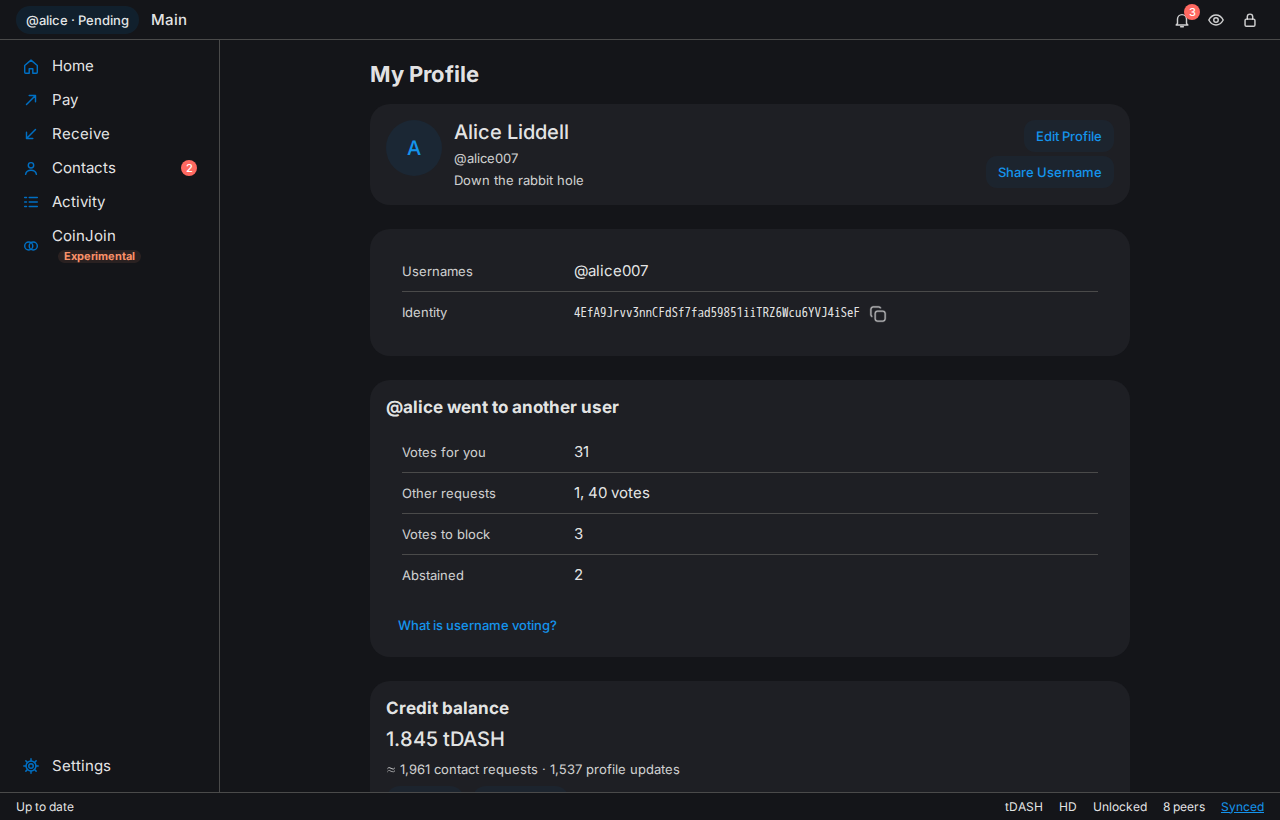 @alice · Pending Main 3
Home
Pay
Receive
Contacts 2
Activity
CoinJoin
Experimental
Settings
My Profile
A
Alice Liddell
@alice007
Down the rabbit hole
Edit Profile
Share Username
Usernames @alice007
Identity 4EfA9Jrvv3nnCFdSf7fad59851iiTRZ6Wcu6YVJ4iSeF
@alice went to another user
Votes for you 31
Other requests 1, 40 votes
Votes to block 3
Abstained 2
What is username voting?
Credit balance
1.845 tDASH
≈ 1,961 contact requests · 1,537 profile updates
Up to date tDASH HD Unlocked 8 peers Synced